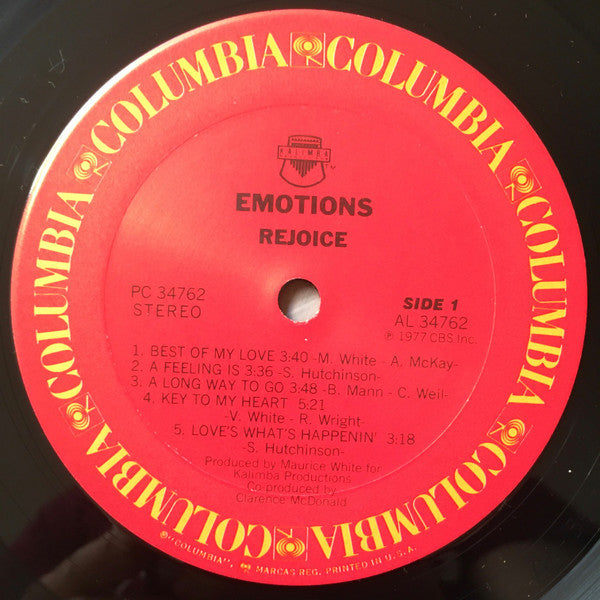 COLUMBIA COLUMBIA COLUMBIA COLUMBIA COLUMBIA COLUMBIA COLUMBIA COLUMBIA
KALIMBA
EMOTIONS
REJOICE
PC 34762
STEREO
SIDE 1
AL 34762
℗ 1977 CBS Inc.
1. BEST OF MY LOVE 3:40 -M. White - A. McKay-
2. A FEELING IS 3:36 -S. Hutchinson-
3. A LONG WAY TO GO 3:48 -B. Mann - C. Weil-
4. KEY TO MY HEART 5:21
-V. White - R. Wright-
5. LOVE'S WHAT'S HAPPENIN' 3:18
-S. Hutchinson-
Produced by Maurice White for
Kalimba Productions
Co-produced by
Clarence McDonald
®"COLUMBIA", MARCAS REG. PRINTED IN U.S.A.